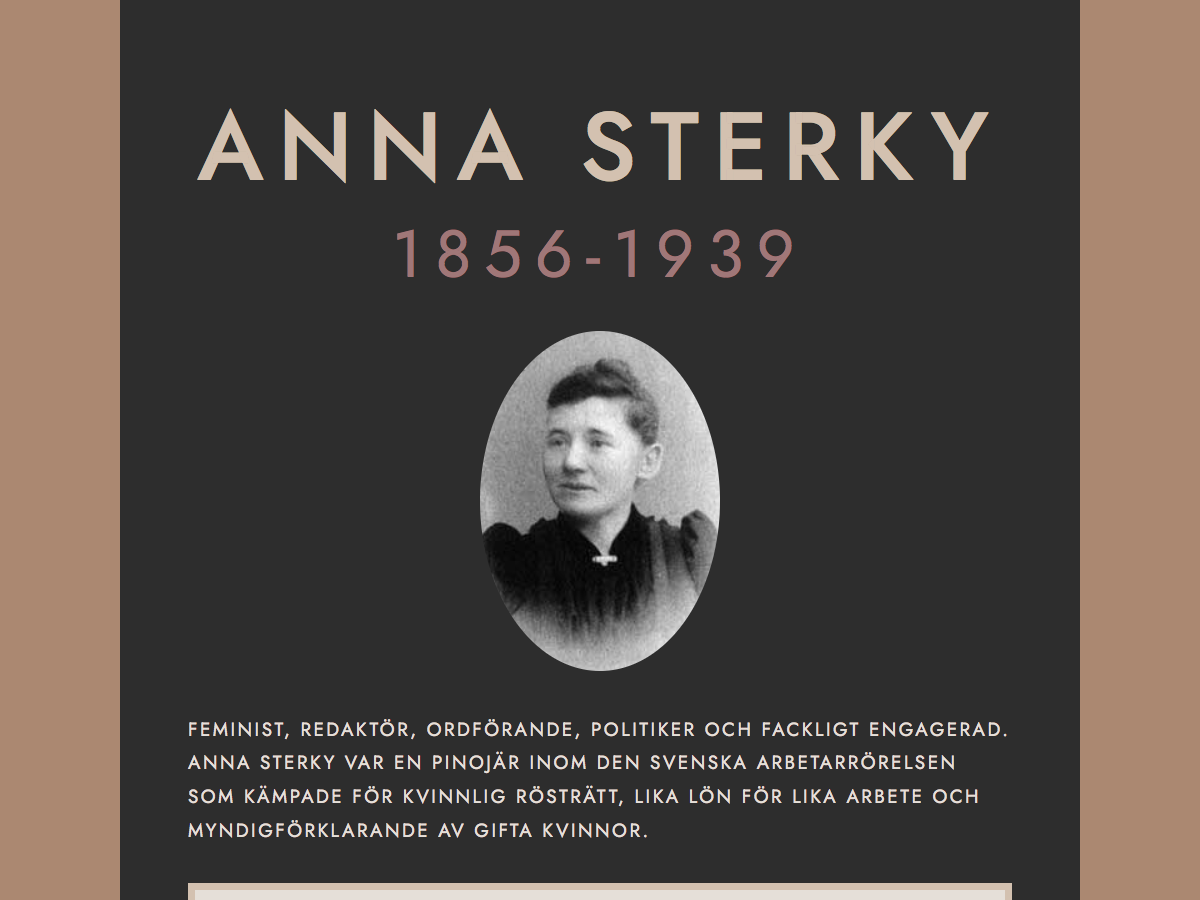 ANNA STERKY
1856-1939
FEMINIST, REDAKTÖR, ORDFÖRANDE, POLITIKER OCH FACKLIGT ENGAGERAD.
ANNA STERKY VAR EN PINOJÄR INOM DEN SVENSKA ARBETARRÖRELSEN
SOM KÄMPADE FÖR KVINNLIG RÖSTRÄTT, LIKA LÖN FÖR LIKA ARBETE OCH
MYNDIGFÖRKLARANDE AV GIFTA KVINNOR.